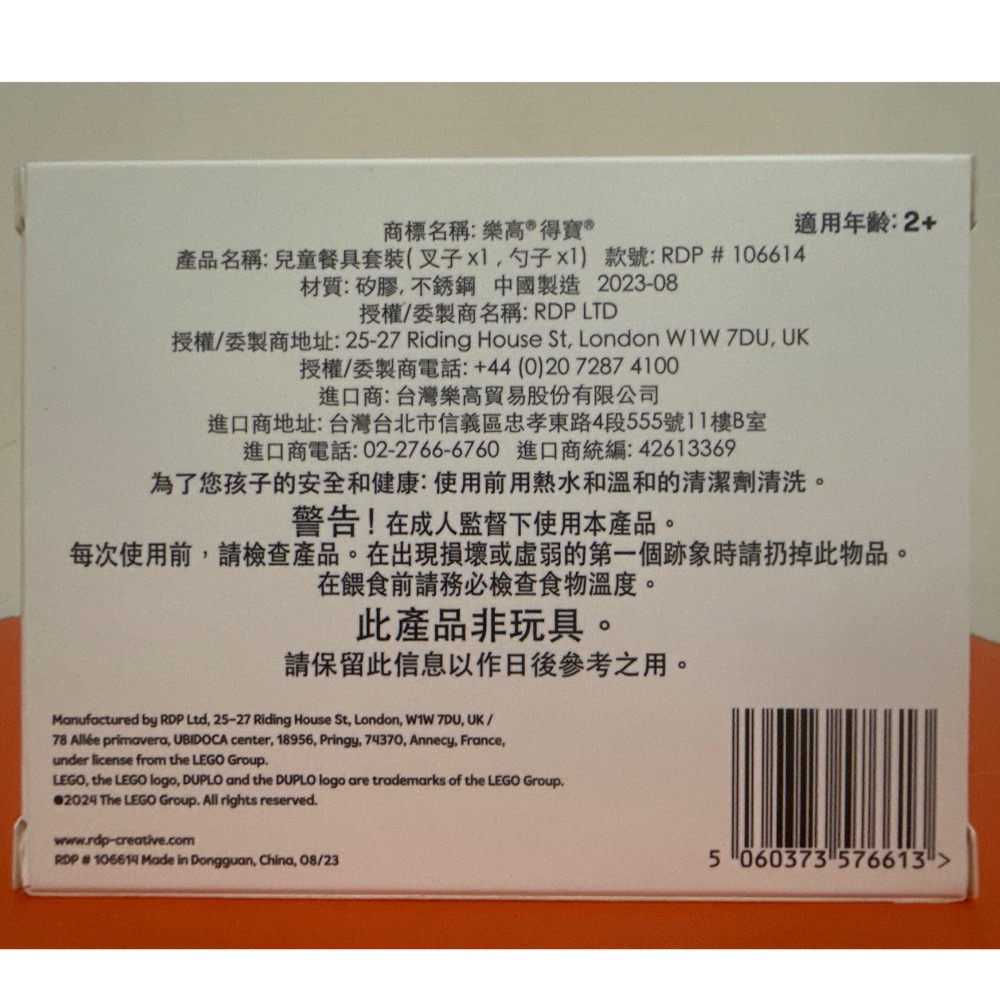 商標名稱: 樂高®得寶®
適用年齡: 2+
產品名稱: 兒童餐具套裝( 叉子 x1 , 勺子 x1) 款號: RDP # 106614
材質: 矽膠, 不銹鋼 中國製造 2023-08
授權/委製商名稱: RDP LTD
授權/委製商地址: 25-27 Riding House St, London W1W 7DU, UK
授權/委製商電話: +44 (0)20 7287 4100
進口商: 台灣樂高貿易股份有限公司
進口商地址: 台灣台北市信義區忠孝東路4段555號11樓B室
進口商電話: 02-2766-6760 進口商統編: 42613369
為了您孩子的安全和健康: 使用前用熱水和溫和的清潔劑清洗。
警告! 在成人監督下使用本產品。
每次使用前，請檢查產品。在出現損壞或虛弱的第一個跡象時請扔掉此物品。
在餵食前請務必檢查食物溫度。
此產品非玩具。
請保留此信息以作日後參考之用。
Manufactured by RDP Ltd, 25-27 Riding House St, London, W1W 7DU, UK /
78 Allée primavera, UBIDOCA center, 18956, Pringy, 74370, Annecy, France,
under license from the LEGO Group.
LEGO, the LEGO logo, DUPLO and the DUPLO logo are trademarks of the LEGO Group.
©2024 The LEGO Group. All rights reserved.
www.rdp-creative.com
RDP # 106614 Made in Dongguan, China, 08/23
5 060373 576613 >